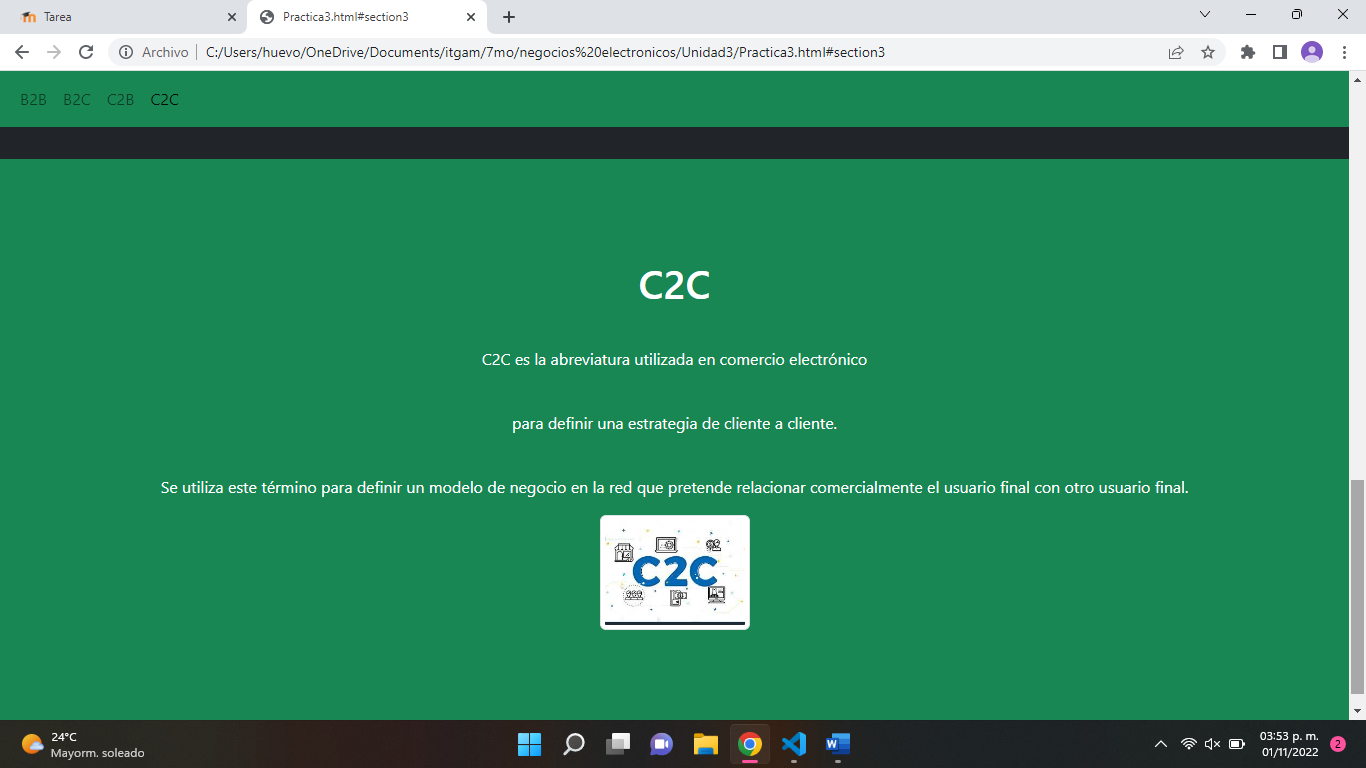 Tarea
Practica3.html#section3
Archivo
C:/Users/huevo/OneDrive/Documents/itgam/7mo/negocios%20electronicos/Unidad3/Practica3.html#section3
B2B B2C C2B C2C
C2C
C2C es la abreviatura utilizada en comercio electrónico
para definir una estrategia de cliente a cliente.
Se utiliza este término para definir un modelo de negocio en la red que pretende relacionar comercialmente el usuario final con otro usuario final.
C2C
24°C
Mayorm. soleado
03:53 p. m.
01/11/2022
2